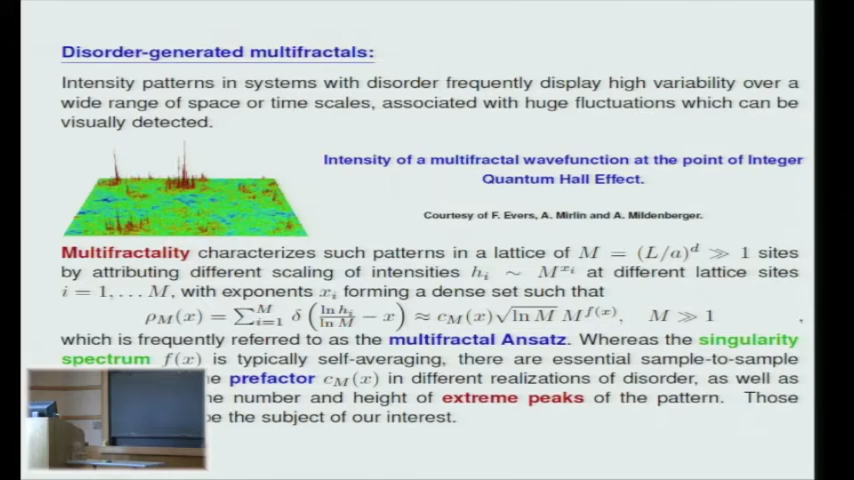 Disorder-generated multifractals:
Intensity patterns in systems with disorder frequently display high variability over a
wide range of space or time scales, associated with huge fluctuations which can be
visually detected.
Intensity of a multifractal wavefunction at the point of Integer
Quantum Hall Effect.
Courtesy of F. Evers, A. Mirlin and A. Mildenberger.
Multifractality characterizes such patterns in a lattice of M = (L/a)^d ≫ 1 sites
by attributing different scaling of intensities h_i ∼ M^{x_i} at different lattice sites
i = 1, . . . M, with exponents x_i forming a dense set such that
ρ_M(x) = ∑_{i=1}^M δ (ln h_i / ln M − x) ≈ c_M(x)√ln M M^{f(x)}, M ≫ 1 ,
which is frequently referred to as the multifractal Ansatz. Whereas the singularity
spectrum f(x) is typically self-averaging, there are essential sample-to-sample
prefactor c_M(x) in different realizations of disorder, as well as
number and height of extreme peaks of the pattern. Those
the subject of our interest.